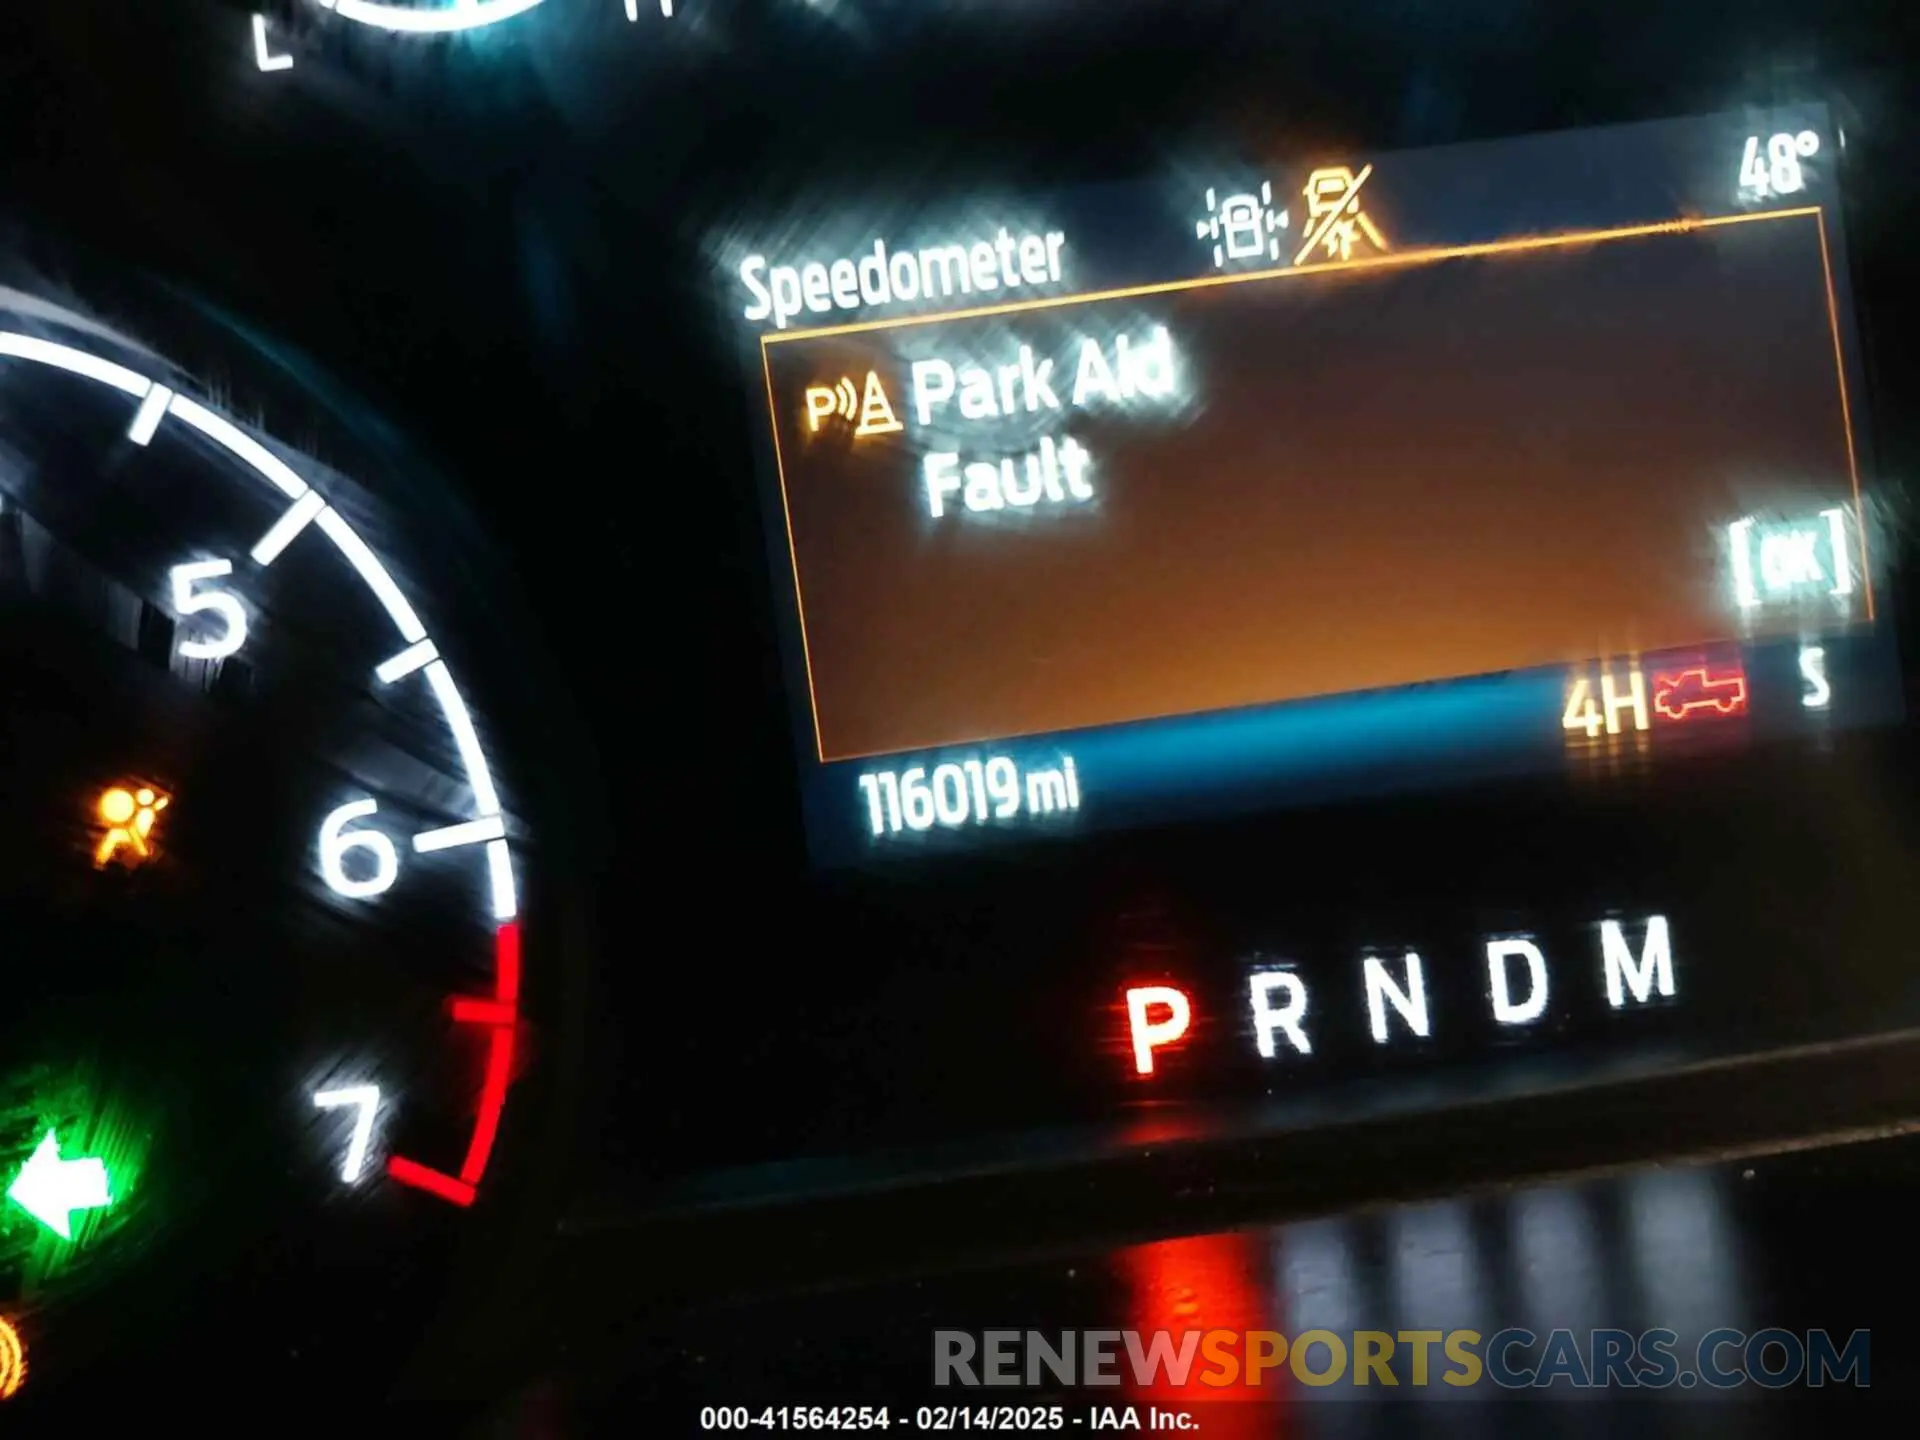 L
48°
Speedometer
P Park Aid
Fault
[OK]
5
4H
S
116019 mi
6
P R N D M
7
RENEWSPORTSCARS.COM
000-41564254 - 02/14/2025 - IAA Inc.